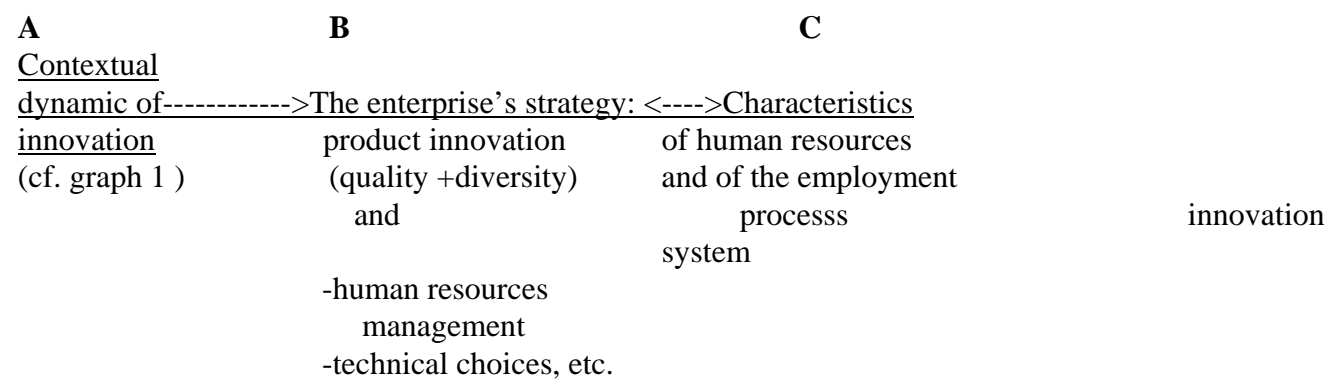 A B C
Contextual
dynamic of------------>The enterprise's strategy: <---->Characteristics
innovation product innovation of human resources
(cf. graph 1 ) (quality +diversity) and of the employment
and processs innovation
system
-human resources
management
-technical choices, etc.